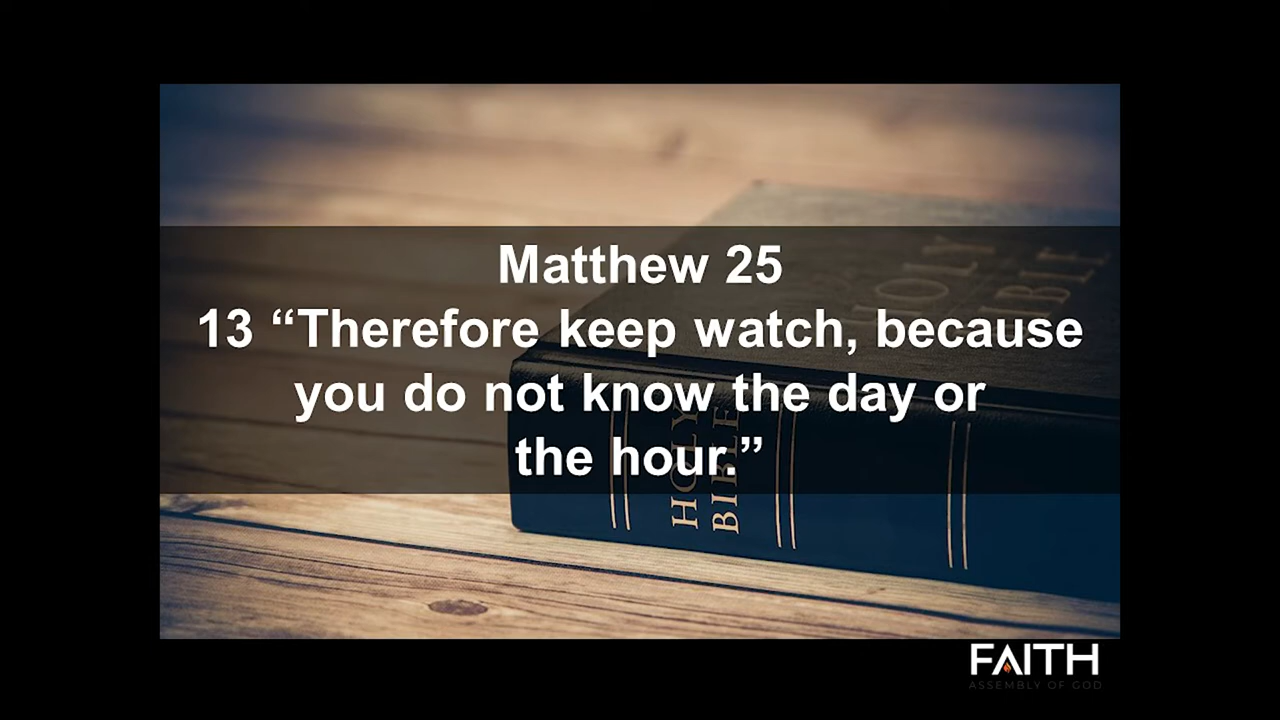 Matthew 25
13 “Therefore keep watch, because
you do not know the day or
the hour.”
HOLY
BIBLE
HOLY
BIBLE
FAITH
ASSEMBLY OF GOD